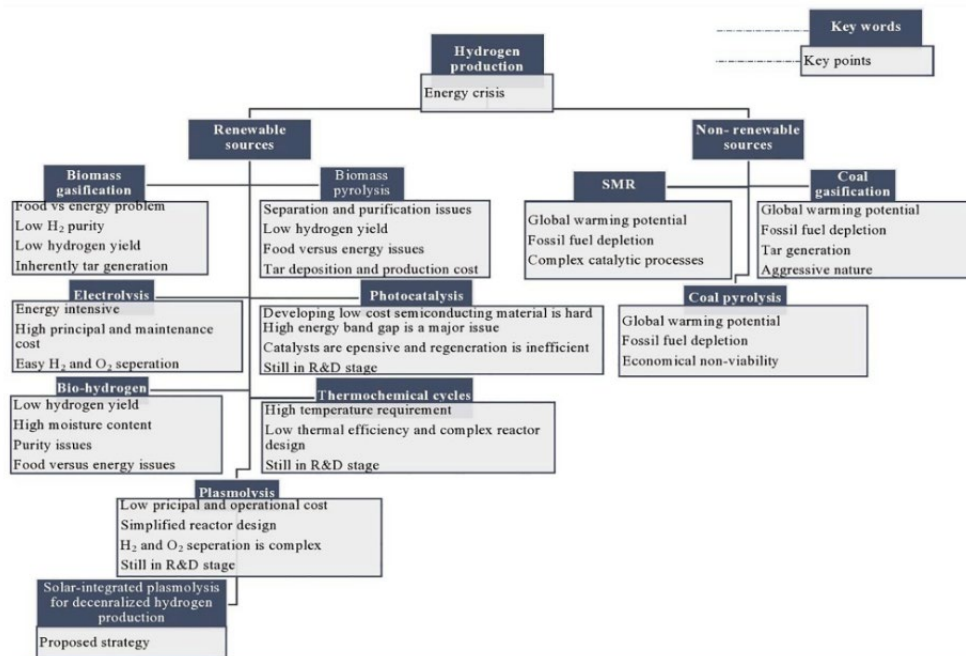 Key words
Key points
Hydrogen
production
Energy crisis
Renewable
sources
Non- renewable
sources
Biomass
gasification
Food vs energy problem
Low H₂ purity
Low hydrogen yield
Inherently tar generation
Biomass
pyrolysis
Separation and purification issues
Low hydrogen yield
Food versus energy issues
Tar deposition and production cost
SMR
Global warming potential
Fossil fuel depletion
Complex catalytic processes
Coal
gasification
Global warming potential
Fossil fuel depletion
Tar generation
Aggressive nature
Electrolysis
Energy intensive
High principal and maintenance
cost
Easy H₂ and O₂ seperation
Photocatalysis
Developing low cost semiconducting material is hard
High energy band gap is a major issue
Catalysts are epensive and regeneration is inefficient
Still in R&D stage
Coal pyrolysis
Global warming potential
Fossil fuel depletion
Economical non-viability
Bio-hydrogen
Low hydrogen yield
High moisture content
Purity issues
Food versus energy issues
Thermochemical cycles
High temperature requirement
Low thermal efficiency and complex reactor
design
Still in R&D stage
Plasmolysis
Low pricipal and operational cost
Simplified reactor design
H₂ and O₂ seperation is complex
Still in R&D stage
Solar-integrated plasmolysis
for decenralized hydrogen
production
Proposed strategy